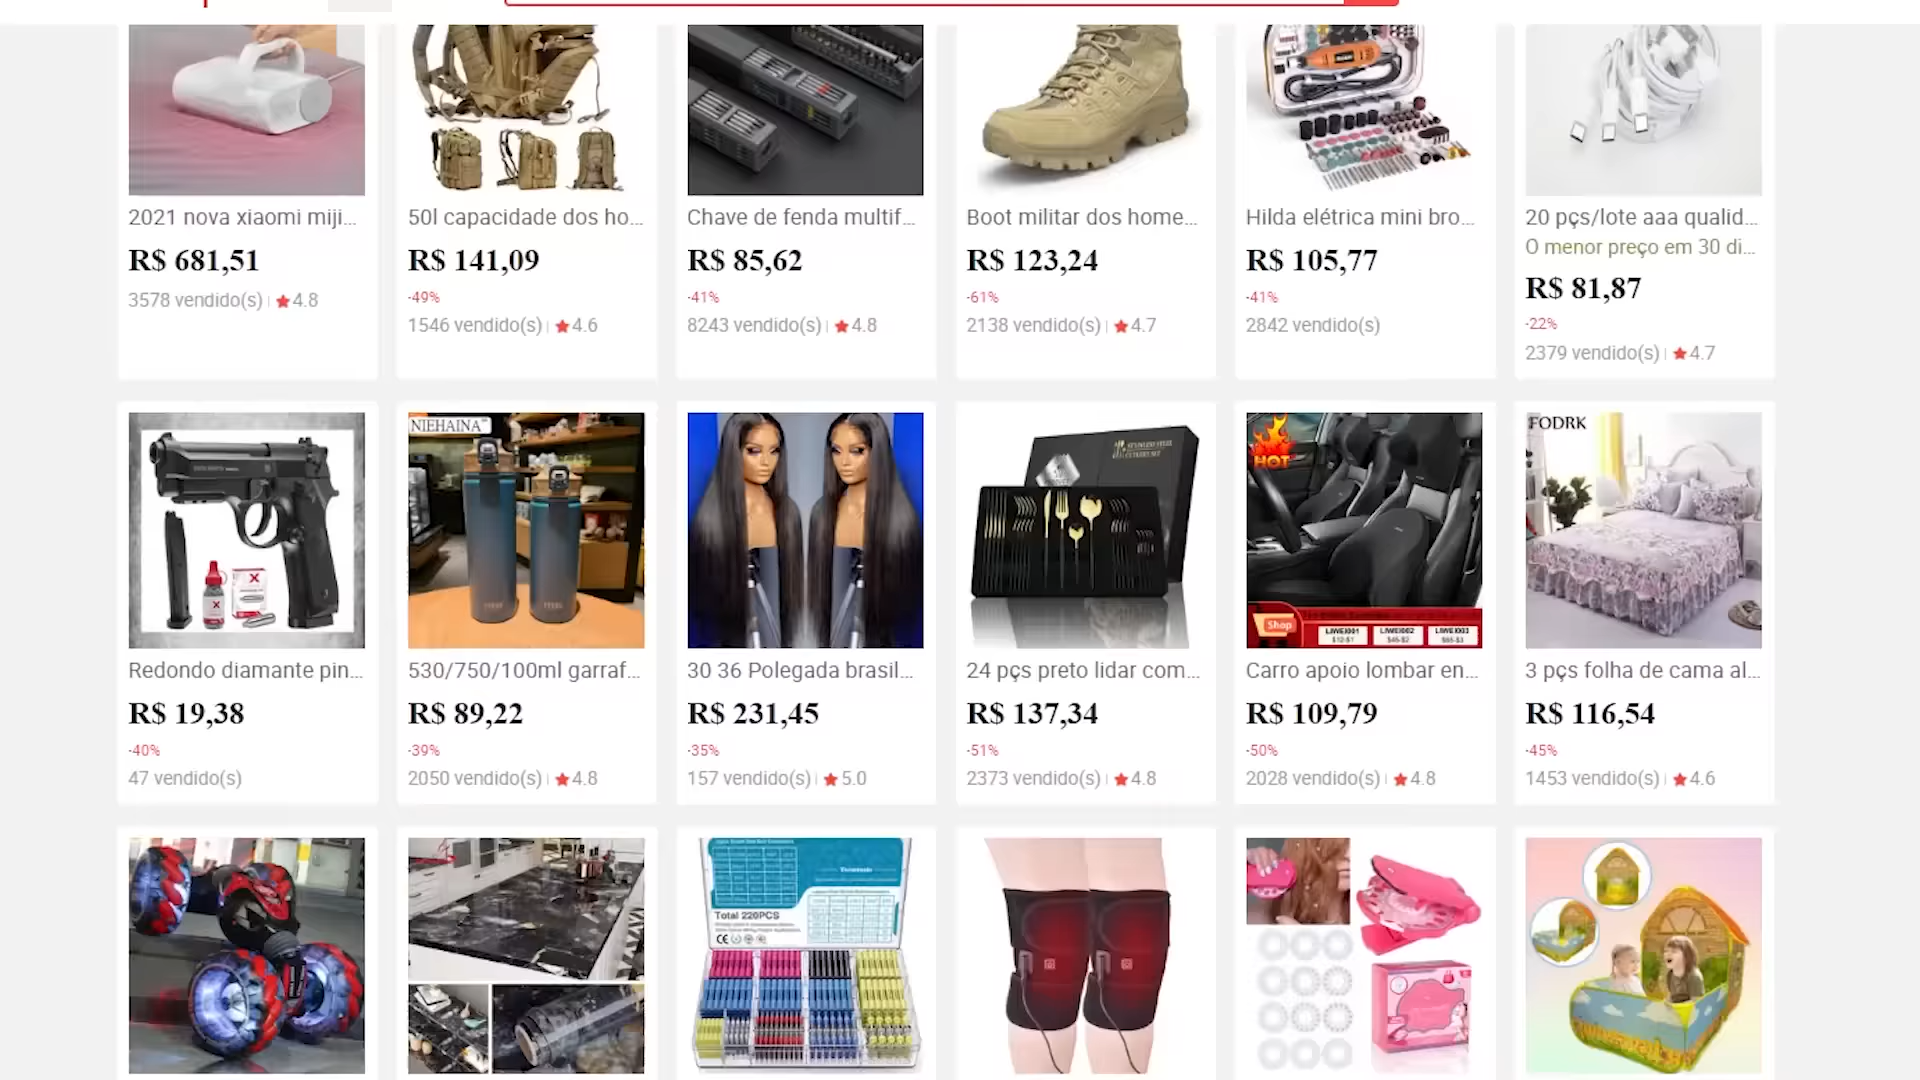 2021 nova xiaomi miji...
R$ 681,51
3578 vendido(s) 4.8
50l capacidade dos ho...
R$ 141,09
-49%
1546 vendido(s) 4.6
Chave de fenda multif...
R$ 85,62
-41%
8243 vendido(s) 4.8
Boot militar dos home...
R$ 123,24
-61%
2138 vendido(s) 4.7
Hilda elétrica mini bro...
R$ 105,77
-41%
2842 vendido(s)
20 pçs/lote aaa qualid...
O menor preço em 30 di...
R$ 81,87
-22%
2379 vendido(s) 4.7
X
X
Redondo diamante pin...
R$ 19,38
-40%
47 vendido(s)
NIEHAINA
530/750/100ml garraf...
R$ 89,22
-39%
2050 vendido(s) 4.8
30 36 Polegada brasil...
R$ 231,45
-35%
157 vendido(s) 5.0
24 pçs preto lidar com...
R$ 137,34
-51%
2373 vendido(s) 4.8
HOT
Shop
LIWEI001
LIWEI002
LIWEI003
Carro apoio lombar en...
R$ 109,79
-50%
2028 vendido(s) 4.8
FODRK
3 pçs folha de cama al...
R$ 116,54
-45%
1453 vendido(s) 4.6
Total 220PCS
CE